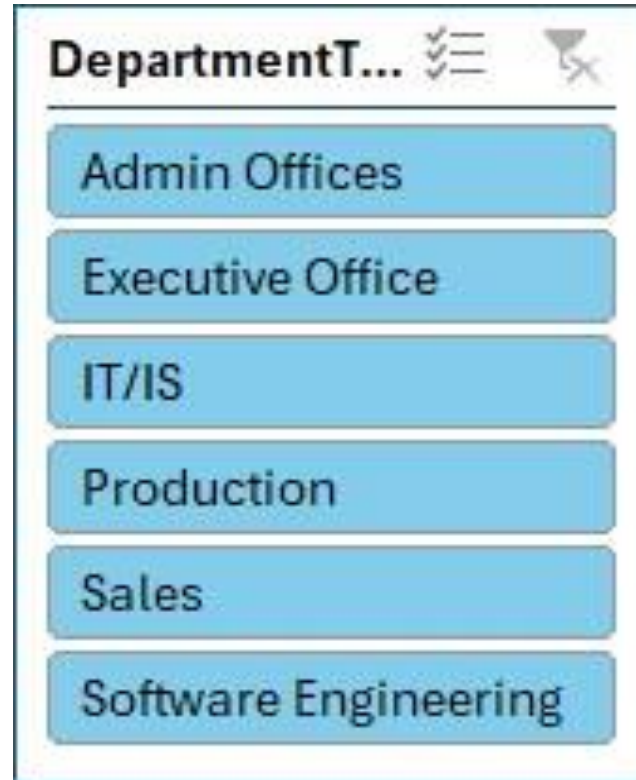 DepartmentT...
Admin Offices
Executive Office
IT/IS
Production
Sales
Software Engineering